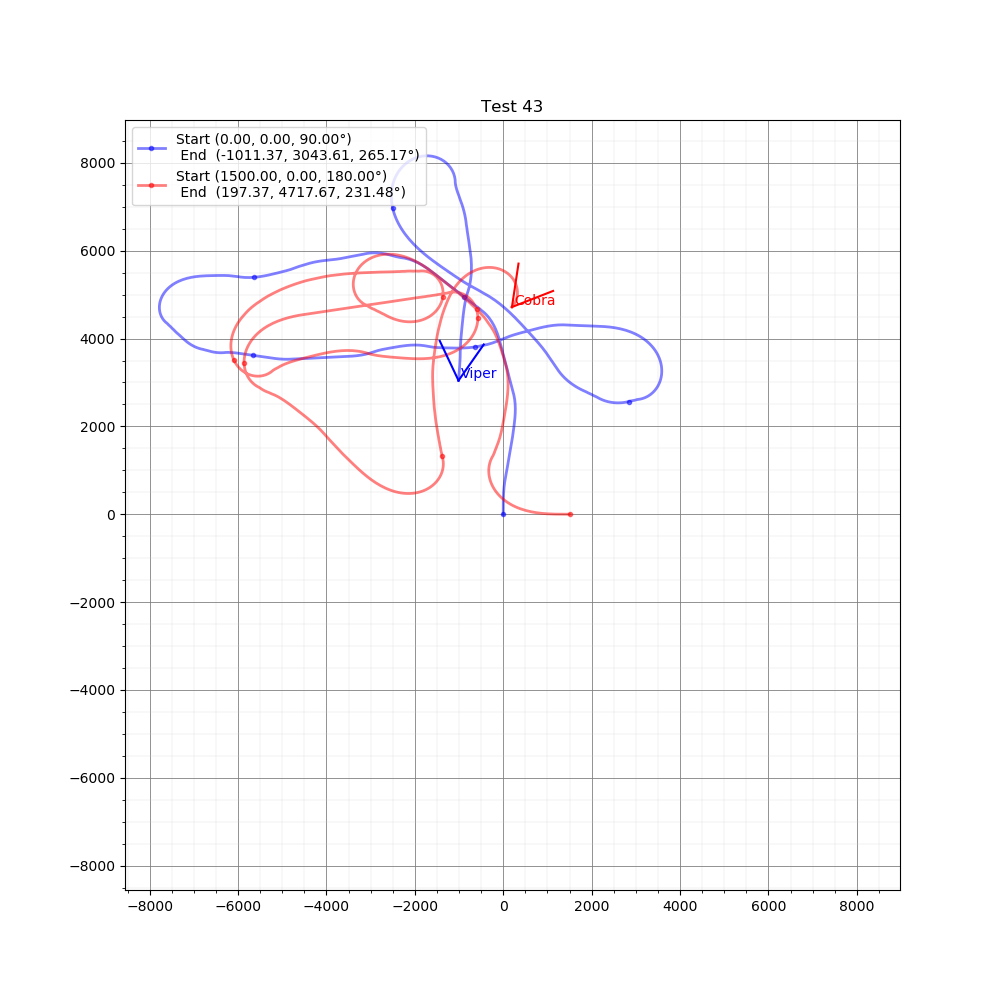 Test 43
Start (0.00, 0.00, 90.00°)
End (-1011.37, 3043.61, 265.17°)
Start (1500.00, 0.00, 180.00°)
End (197.37, 4717.67, 231.48°)
8000
6000
4000
2000
0
−2000
−4000
−6000
−8000
Cobra
Viper
−8000 −6000 −4000 −2000 0 2000 4000 6000 8000